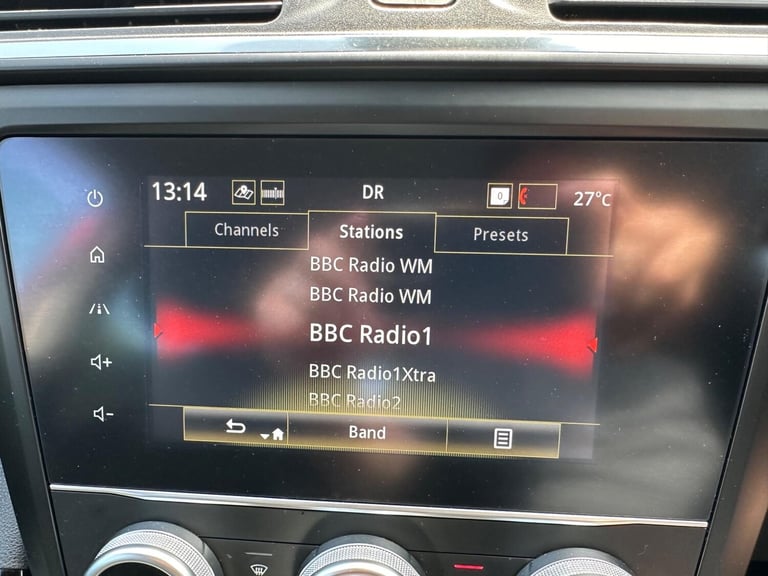 13:14 DR 0 27°C
Channels Stations Presets
BBC Radio WM
BBC Radio WM
BBC Radio1
BBC Radio1Xtra
BBC Radio2
Band